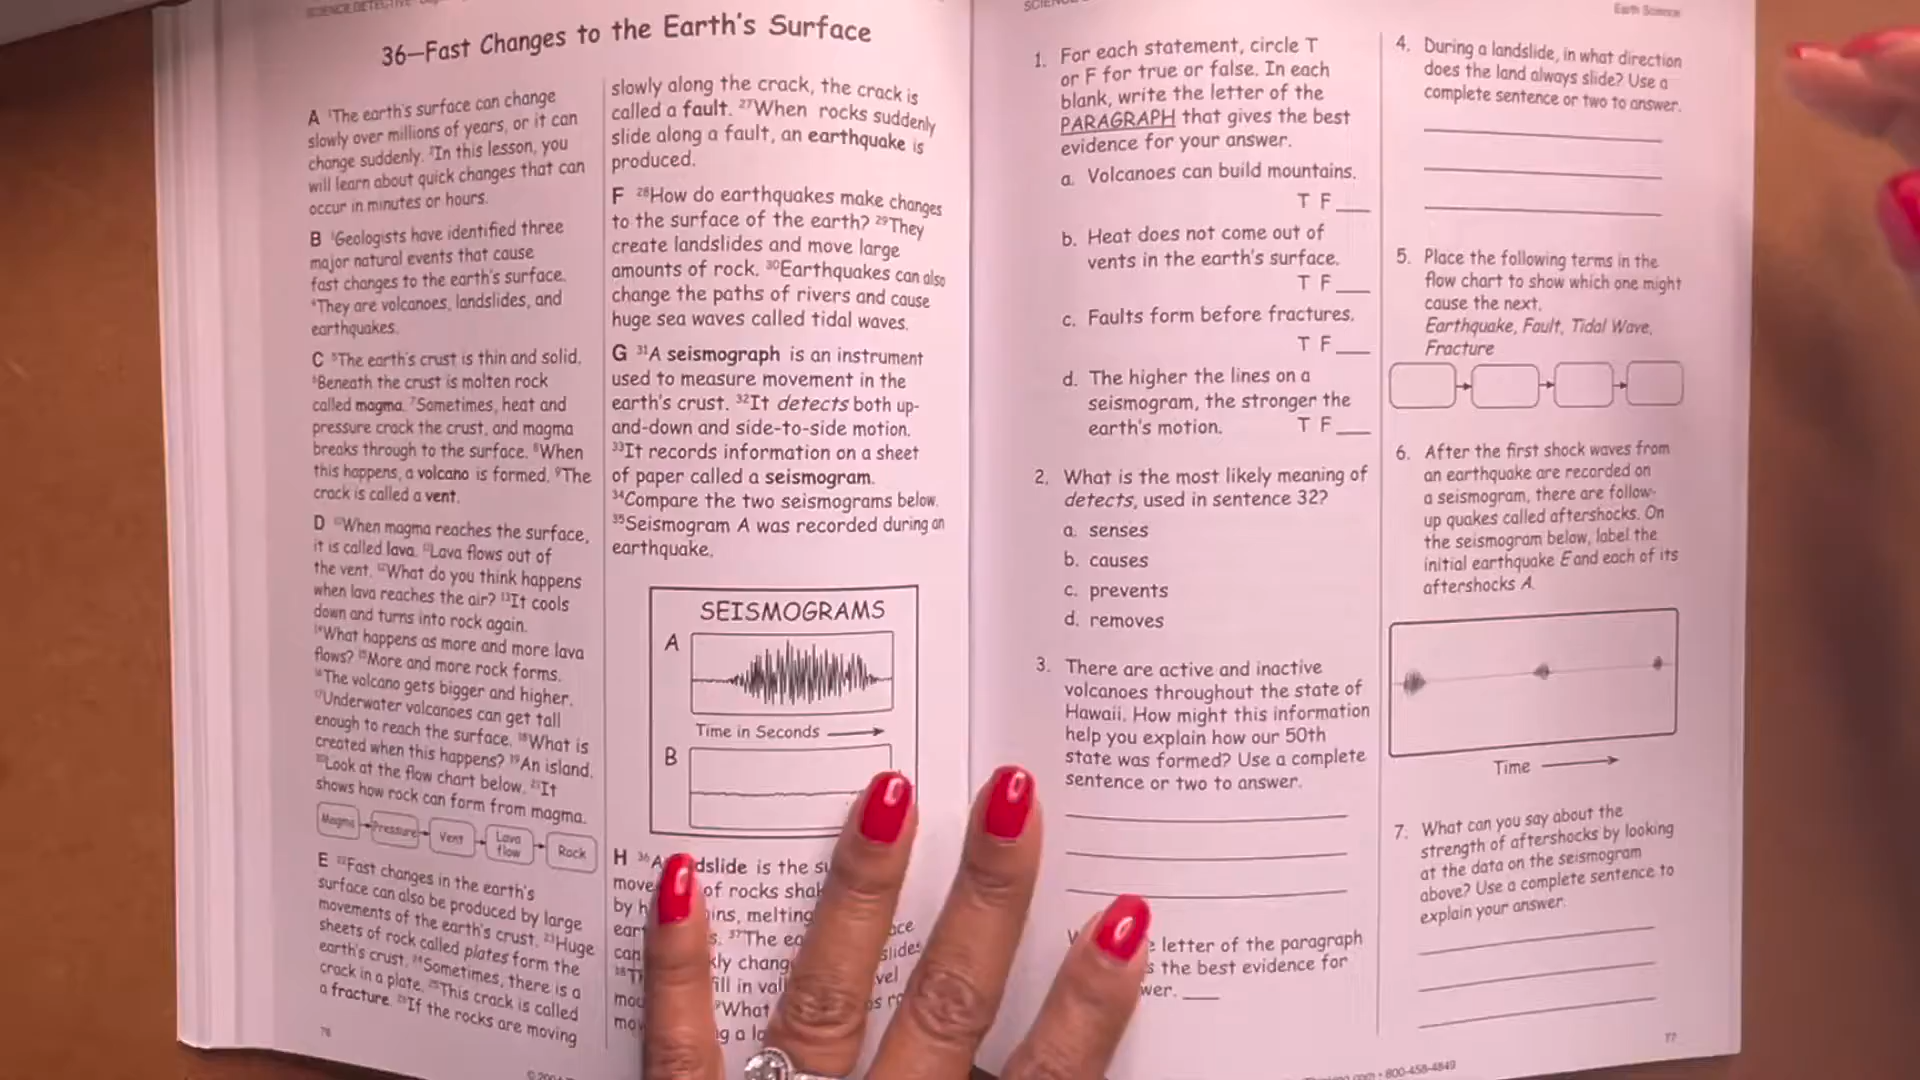 SCIENCE DETECTIVE
36—Fast Changes to the Earth's Surface
A ¹The earth's surface can change
slowly over millions of years, or it can
change suddenly. ²In this lesson, you
will learn about quick changes that can
occur in minutes or hours.
B ³Geologists have identified three
major natural events that cause
fast changes to the earth's surface.
⁴They are volcanoes, landslides, and
earthquakes.
C ⁵The earth's crust is thin and solid.
⁶Beneath the crust is molten rock
called magma. ⁷Sometimes, heat and
pressure crack the crust, and magma
breaks through to the surface. ⁸When
this happens, a volcano is formed. ⁹The
crack is called a vent.
D ¹⁰When magma reaches the surface,
it is called lava. ¹¹Lava flows out of
the vent. ¹²What do you think happens
when lava reaches the air? ¹³It cools
down and turns into rock again.
¹⁴What happens as more and more lava
flows? ¹⁵More and more rock forms.
¹⁶The volcano gets bigger and higher.
¹⁷Underwater volcanoes can get tall
enough to reach the surface. ¹⁸What is
created when this happens? ¹⁹An island.
²⁰Look at the flow chart below. ²¹It
shows how rock can form from magma.
Magma Pressure Vent Lava flow Rock
E ²²Fast changes in the earth's
surface can also be produced by large
movements of the earth's crust. ²³Huge
sheets of rock called plates form the
earth's crust. ²⁴Sometimes, there is a
crack in a plate. ²⁵This crack is called
a fracture. ²⁶If the rocks are moving
76
slowly along the crack, the crack is
called a fault. ²⁷When rocks suddenly
slide along a fault, an earthquake is
produced.
F ²⁸How do earthquakes make changes
to the surface of the earth? ²⁹They
create landslides and move large
amounts of rock. ³⁰Earthquakes can also
change the paths of rivers and cause
huge sea waves called tidal waves.
G ³¹A seismograph is an instrument
used to measure movement in the
earth's crust. ³²It detects both up-
and-down and side-to-side motion.
³³It records information on a sheet
of paper called a seismogram.
³⁴Compare the two seismograms below.
³⁵Seismogram A was recorded during an
earthquake.
SEISMOGRAMS
A
Time in Seconds
B
H ³⁶A is the
of rocks
by melting
³⁷The
can
fill in
³⁹What
a
Earth Science
1. For each statement, circle T
or F for true or false. In each
blank, write the letter of the
PARAGRAPH that gives the best
evidence for your answer.
a. Volcanoes can build mountains.
T F ___
b. Heat does not come out of
vents in the earth's surface.
T F ___
c. Faults form before fractures.
T F ___
d. The higher the lines on a
seismogram, the stronger the
earth's motion. T F ___
2. What is the most likely meaning of
detects, used in sentence 32?
a. senses
b. causes
c. prevents
d. removes
3. There are active and inactive
volcanoes throughout the state of
Hawaii. How might this information
help you explain how our 50th
state was formed? Use a complete
sentence or two to answer.
letter of the paragraph
the best evidence for
___
4. During a landslide, in what direction
does the land always slide? Use a
complete sentence or two to answer.
5. Place the following terms in the
flow chart to show which one might
cause the next.
Earthquake, Fault, Tidal Wave,
Fracture
6. After the first shock waves from
an earthquake are recorded on
a seismogram, there are follow-
up quakes called aftershocks. On
the seismogram below, label the
initial earthquake E and each of its
aftershocks A.
Time
7. What can you say about the
strength of aftershocks by looking
at the data on the seismogram
above? Use a complete sentence to
explain your answer.
77
800-458-4849